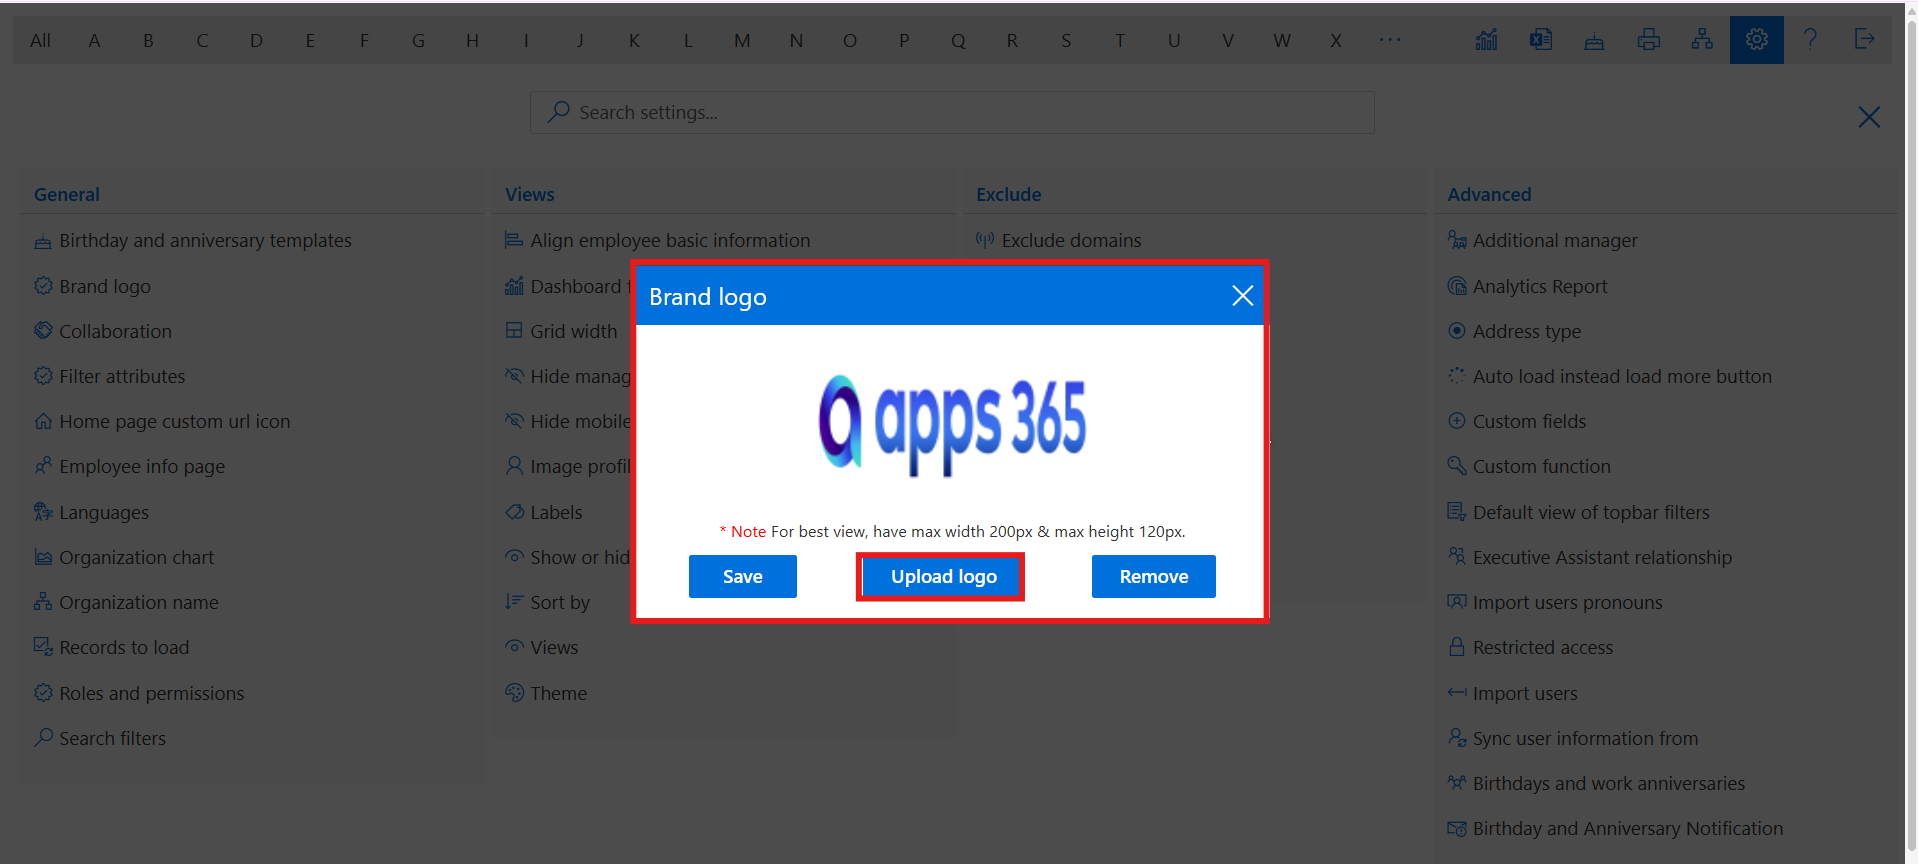 All A B C D E F G H I J K L M N O P Q R S T U V W X ...
Search settings...
General
Birthday and anniversary templates
Brand logo
Collaboration
Filter attributes
Home page custom url icon
Employee info page
Languages
Organization chart
Organization name
Records to load
Roles and permissions
Search filters
Views
Align employee basic information
Dashboard
Grid width
Hide manag
Hide mobile
Image profil
Labels
Show or hid
Sort by
Views
Theme
Exclude
Exclude domains
Advanced
Additional manager
Analytics Report
Address type
Auto load instead load more button
Custom fields
Custom function
Default view of topbar filters
Executive Assistant relationship
Import users pronouns
Restricted access
Import users
Sync user information from
Birthdays and work anniversaries
Birthday and Anniversary Notification
Brand logo
apps 365
* Note For best view, have max width 200px & max height 120px.
Save Upload logo Remove